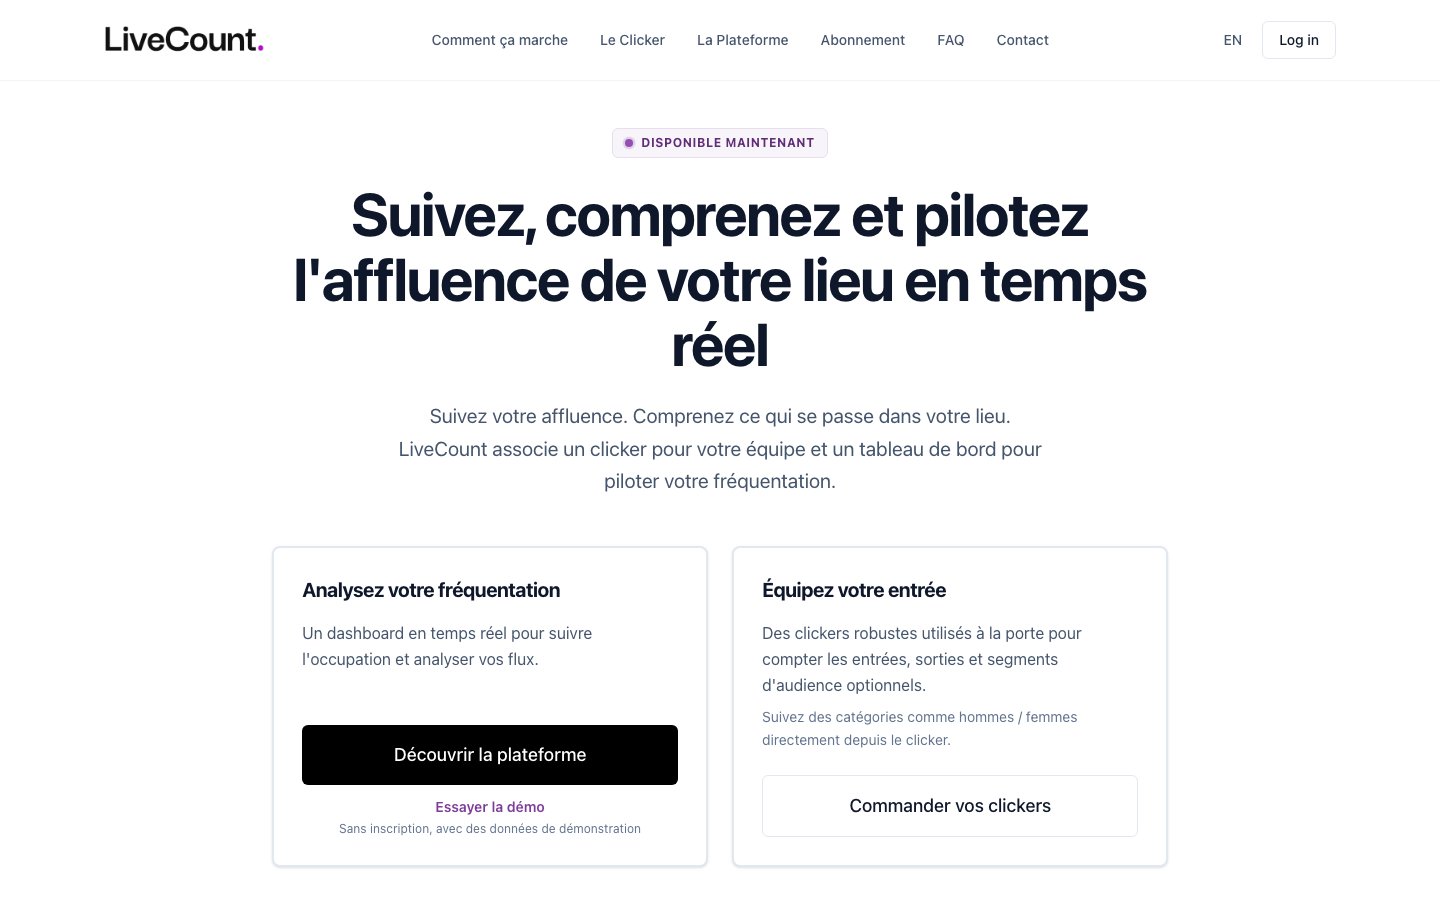 LiveCount.
Comment ça marche
Le Clicker
La Plateforme
Abonnement
FAQ
Contact
EN
Log in
DISPONIBLE MAINTENANT
Suivez, comprenez et pilotez
l'affluence de votre lieu en temps
réel
Suivez votre affluence. Comprenez ce qui se passe dans votre lieu.
LiveCount associe un clicker pour votre équipe et un tableau de bord pour
piloter votre fréquentation.
Analysez votre fréquentation
Un dashboard en temps réel pour suivre
l'occupation et analyser vos flux.
Découvrir la plateforme
Essayer la démo
Sans inscription, avec des données de démonstration
Équipez votre entrée
Des clickers robustes utilisés à la porte pour
compter les entrées, sorties et segments
d'audience optionnels.
Suivez des catégories comme hommes / femmes
directement depuis le clicker.
Commander vos clickers